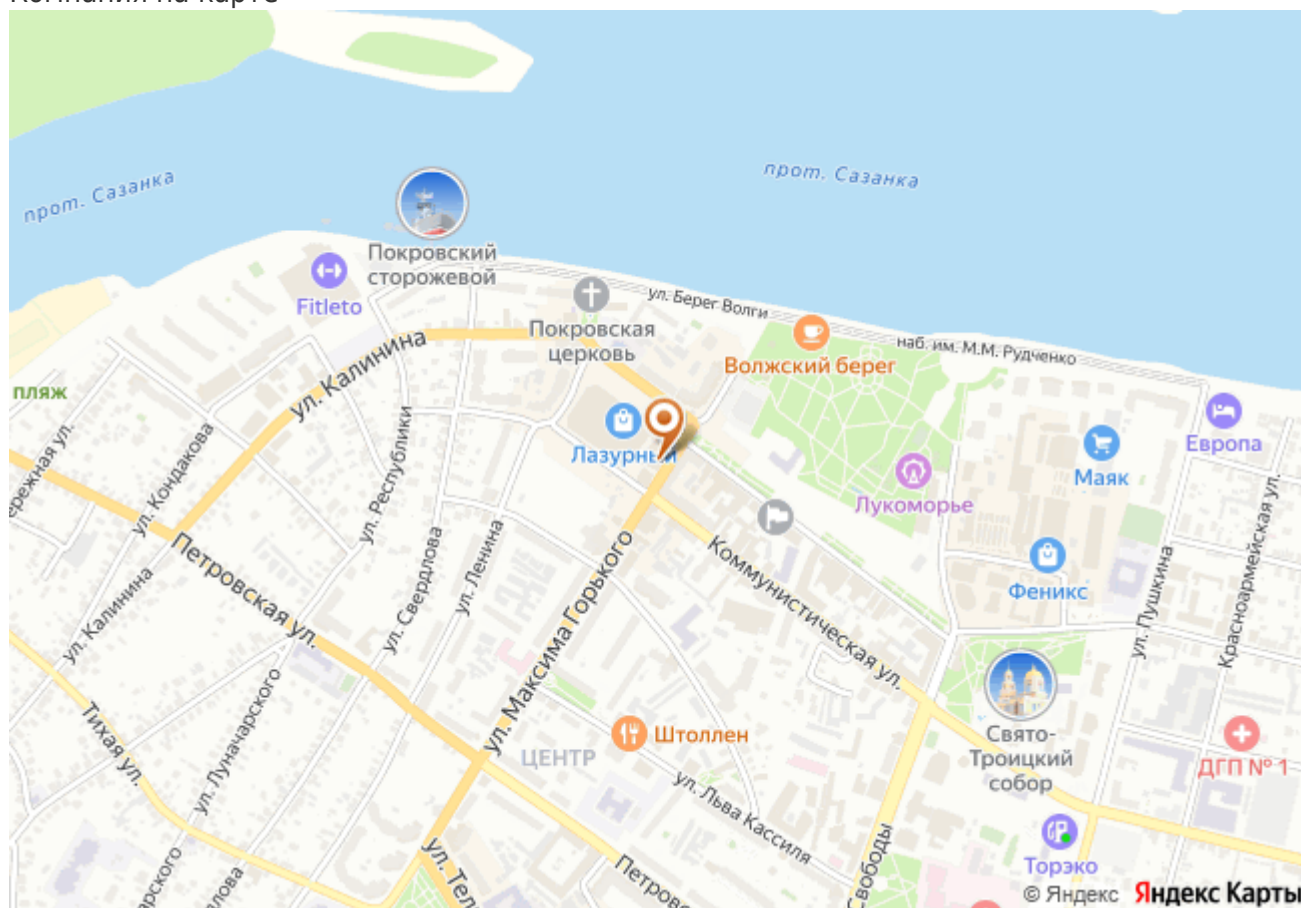 Компания на карте
прот. Сазанка
прот. Сазанка
Покровский
сторожевой
Fitleto
ул. Берег Волги
Покровская
церковь
Волжский берег
наб. им. М.М. Рудченко
ул. Калинина
пляж
Лазурный
Европа
Маяк
Лукоморье
ул. Кондакова
ул. Республики
Феникс
Петровская ул.
ул. Свердлова
ул. Ленина
ул. Максима Горького
Коммунистическая ул.
ул. Пушкина
Красноармейская ул.
ул. Калинина
ул. Луначарского
Тихая ул.
Штоллен
ЦЕНТР
Свято-
Троицкий
собор
ДГП № 1
ул. Льва Кассиля
Торэко
© Яндекс Яндекс Карты